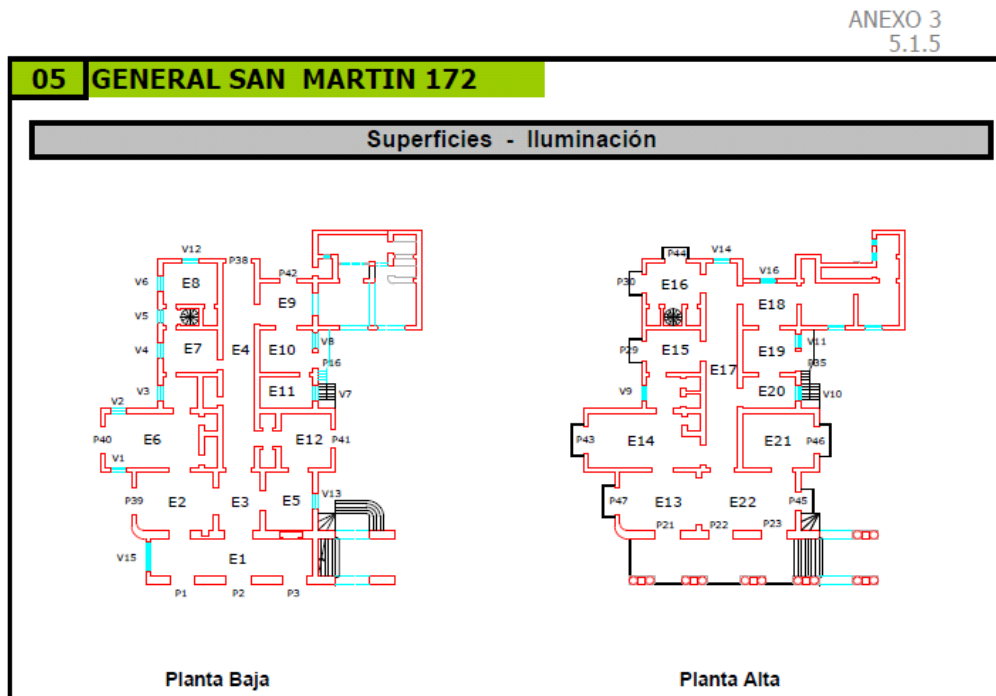 ANEXO 3
5.1.5
05 GENERAL SAN MARTIN 172
Superficies - Iluminación
V12 P38
V6 E8 P42
E9
V5
V4 E7 E4 E10 V8
P16
V3 E11 V7
V2
P40 E6 E12 P41
V1
P39 E2 E3 E5 V13
V15 E1
P1 P2 P3
Planta Baja
P44 V14
P30 E16 V16
E18
P29 E15 E19 V11
E17 P35
V9 E20 V10
P43 E14 E21 P46
P47 E13 E22 P45
P21 P22 P23
Planta Alta